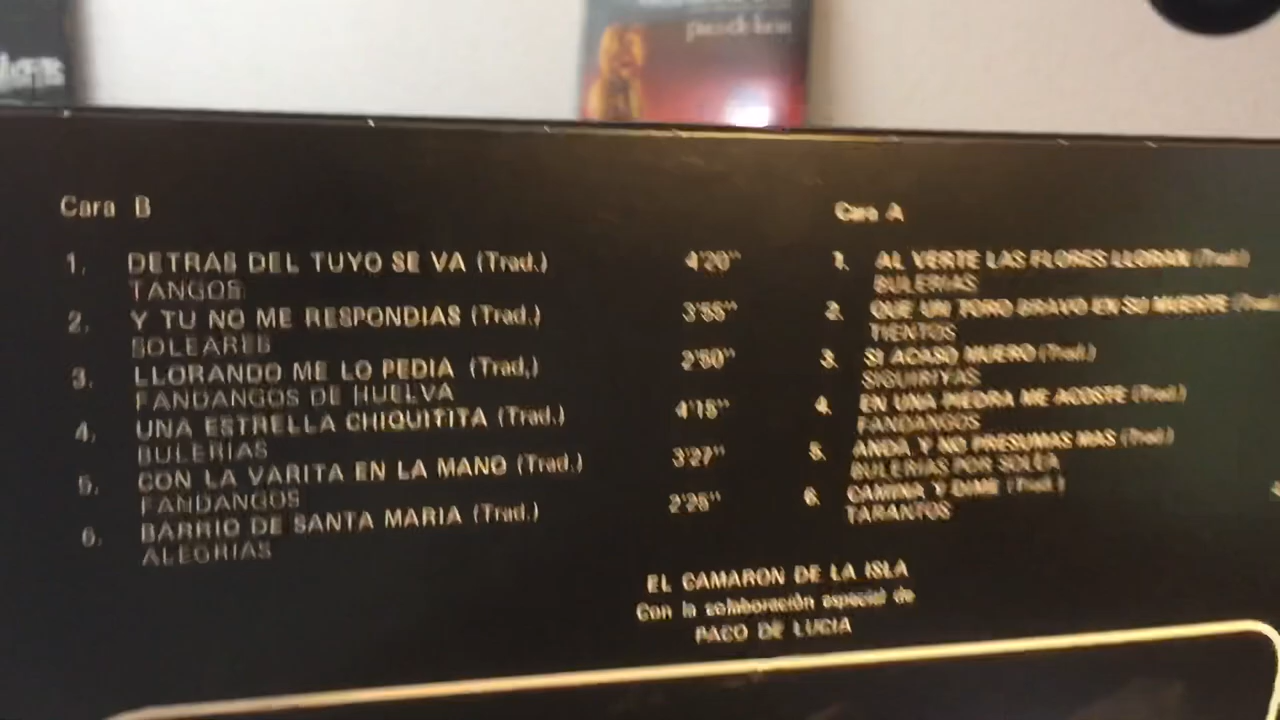 paco de lucia
Cara B
1. DETRAS DEL TUYO SE VA (Trad.) 4'20''
TANGOS
2. Y TU NO ME RESPONDIAS (Trad.) 3'55''
SOLEARES
3. LLORANDO ME LO PEDIA (Trad,) 2'50''
FANDANGOS DE HUELVA
4. UNA ESTRELLA CHIQUITITA (Trad.) 4'15''
BULERIAS
5. CON LA VARITA EN LA MANO (Trad.) 3'27''
FANDANGOS
6. BARRIO DE SANTA MARIA (Trad.) 2'25''
ALEGRIAS
Cara A
1. AL VERTE LAS FLORES LLORAN (Trad.)
BULERIAS
2. QUE UN TORO BRAVO EN SU MUERTE (Trad
TIENTOS
3. SI ACASO MUERO (Trad.)
SIGUIRIYAS
4. EN UNA PIEDRA ME ACOSTE (Trad.)
FANDANGOS
5. ANDA Y NO PRESUMAS MAS (Trad.)
BULERIAS POR SOLEA
6. CAMINA Y DIME (Trad.)
TARANTOS
EL CAMARON DE LA ISLA
Con la colaboración especial de
PACO DE LUCIA